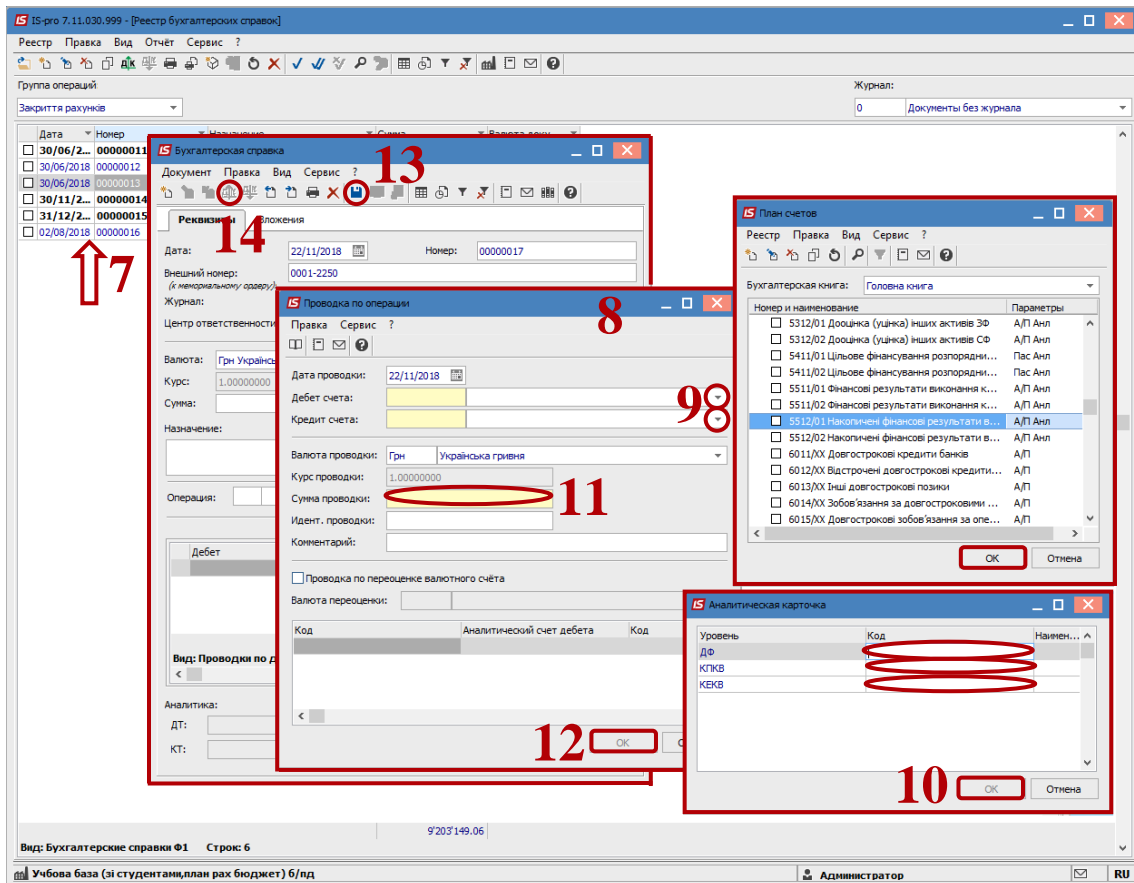 IS-pro 7.11.030.999 - [Реестр бухгалтерских справок]
Реестр Правка Вид Отчёт Сервис ?
Группа операций
Журнал:
Закриття рахунків
0 Документы без журнала
Дата Номер Назначение Сумма Валюта доку...
30/06/2... 00000011
30/06/2018 00000012
30/06/2018 00000013
30/11/2... 00000014
31/12/2... 00000015
02/08/2018 00000016
7
Бухгалтерская справка
13
Документ Правка Вид Сервис ?
14
Реквизиты Вложения
Дата: 22/11/2018 Номер: 00000017
Внешний номер: 0001-2250
(к мемориальному ордеру):
Журнал:
Центр ответственности
Валюта: Грн Українсь
Курс: 1.00000000
Сумма:
Назначение:
Операция:
Дебет
Вид: Проводки по д
Аналитика:
ДТ:
КТ:
Проводка по операции
8
Правка Сервис ?
Дата проводки: 22/11/2018
Дебет счета:
9
Кредит счета:
Валюта проводки: Грн Українська гривня
Курс проводки: 1.00000000
Сумма проводки:
11
Идент. проводки:
Комментарий:
Проводка по переоценке валютного счёта
Валюта переоценки:
Код Аналитический счет дебета Код
12
ОК
План счетов
Реестр Правка Вид Сервис ?
Бухгалтерская книга: Головна книга
Номер и наименование Параметры
5312/01 Дооцінка (уцінка) інших активів ЗФ А/П Анл
5312/02 Дооцінка (уцінка) інших активів СФ А/П Анл
5411/01 Цільове фінансування розпорядни... Пас Анл
5411/02 Цільове фінансування розпорядни... Пас Анл
5511/01 Фінансові результати виконання к... А/П Анл
5511/02 Фінансові результати виконання к... А/П Анл
5512/01 Накопичені фінансові результати в... А/П Анл
5512/02 Накопичені фінансові результати в... А/П Анл
6011/ХХ Довгострокові кредити банків А/П
6012/ХХ Відстрочені довгострокові кредити... А/П
6013/ХХ Інші довгострокові позики А/П
6014/ХХ Зобов'язання за довгостроковими ... А/П
6015/ХХ Довгострокові зобов'язання за опе... А/П
ОК Отмена
Аналитическая карточка
Уровень Код Наимен...
ДФ
КПКВ
КЕКВ
10
ОК Отмена
9'203'149.06
Вид: Бухгалтерские справки Ф1 Строк: 6
Учбова база (зі студентами,план рах бюджет) б/пд
Администратор
RU